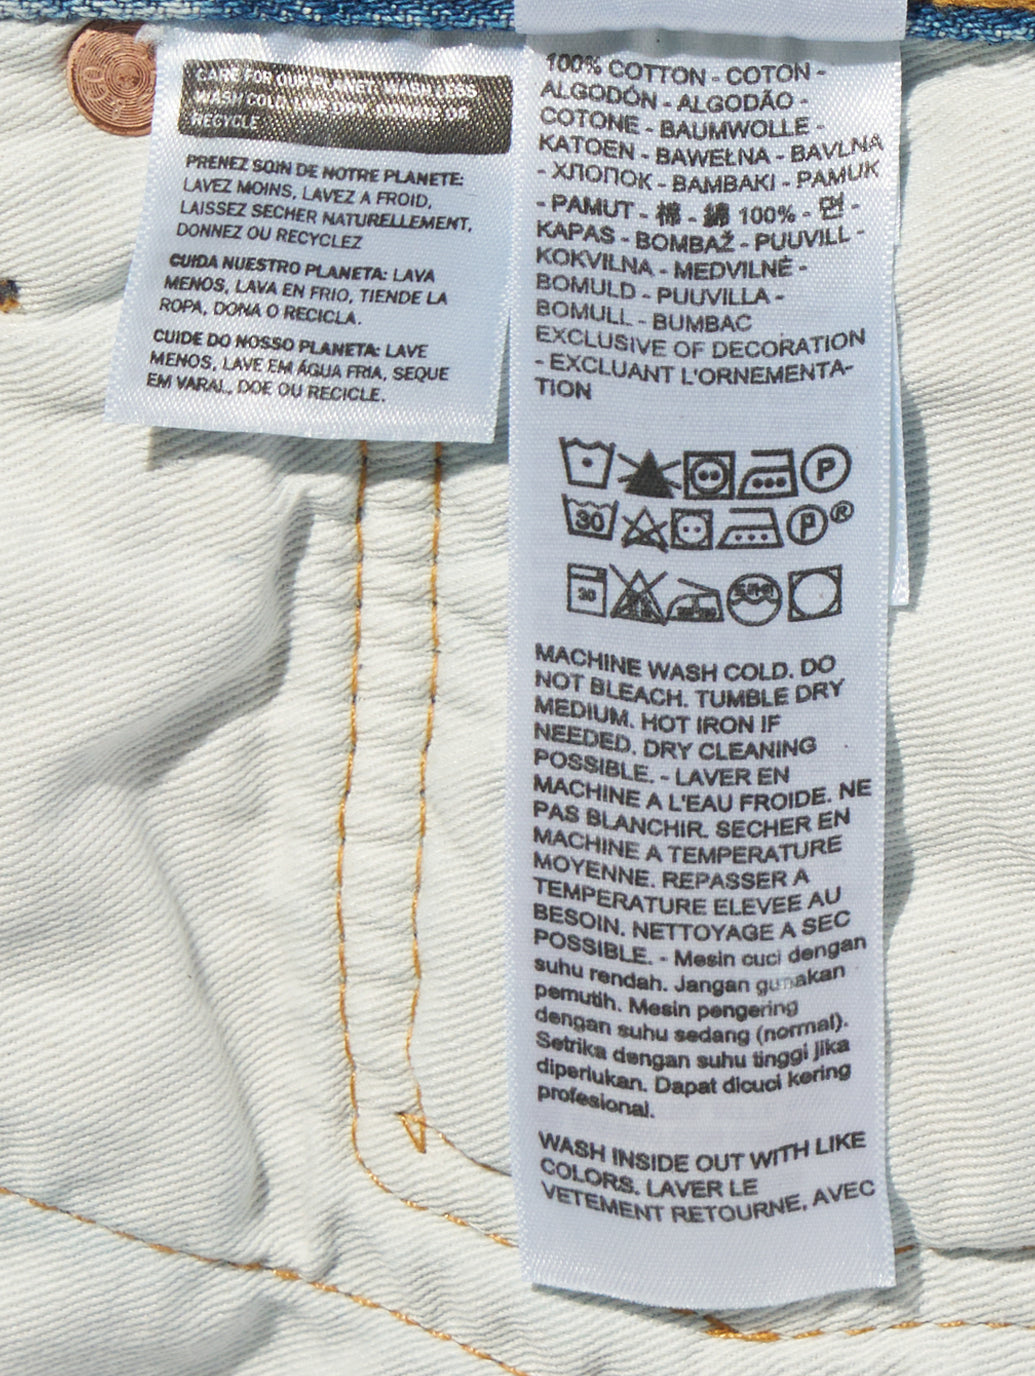 CARE FOR OUR PLANET: WASH LESS
WASH COLD, LINE DRY, DONATE OR
RECYCLE
PRENEZ SOIN DE NOTRE PLANETE:
LAVEZ MOINS, LAVEZ A FROID,
LAISSEZ SECHER NATURELLEMENT,
DONNEZ OU RECYCLEZ
CUIDA NUESTRO PLANETA: LAVA
MENOS, LAVA EN FRIO, TIENDE LA
ROPA, DONA O RECICLA.
CUIDE DO NOSSO PLANETA: LAVE
MENOS, LAVE EM ÁGUA FRIA, SEQUE
EM VARAL, DOE OU RECICLE.
100% COTTON - COTON -
ALGODÓN - ALGODÃO -
COTONE - BAUMWOLLE -
KATOEN - BAWEŁNA - BAVLNA
- ХЛОПОК - BAMBAKI - PAMUK
- PAMUT - 棉 - 綿 100% - 면 -
KAPAS - BOMBAŽ - PUUVILL -
KOKVILNA - MEDVILNĖ -
BOMULD - PUUVILLA -
BOMULL - BUMBAC
EXCLUSIVE OF DECORATION
- EXCLUANT L'ORNEMENTA-
TION
P
30 P®
30
MACHINE WASH COLD. DO
NOT BLEACH. TUMBLE DRY
MEDIUM. HOT IRON IF
NEEDED. DRY CLEANING
POSSIBLE. - LAVER EN
MACHINE A L'EAU FROIDE. NE
PAS BLANCHIR. SECHER EN
MACHINE A TEMPERATURE
MOYENNE. REPASSER A
TEMPERATURE ELEVEE AU
BESOIN. NETTOYAGE A SEC
POSSIBLE. - Mesin cuci dengan
suhu rendah. Jangan gunakan
pemutih. Mesin pengering
dengan suhu sedang (normal).
Setrika dengan suhu tinggi jika
diperlukan. Dapat dicuci kering
profesional.
WASH INSIDE OUT WITH LIKE
COLORS. LAVER LE
VETEMENT RETOURNE, AVEC